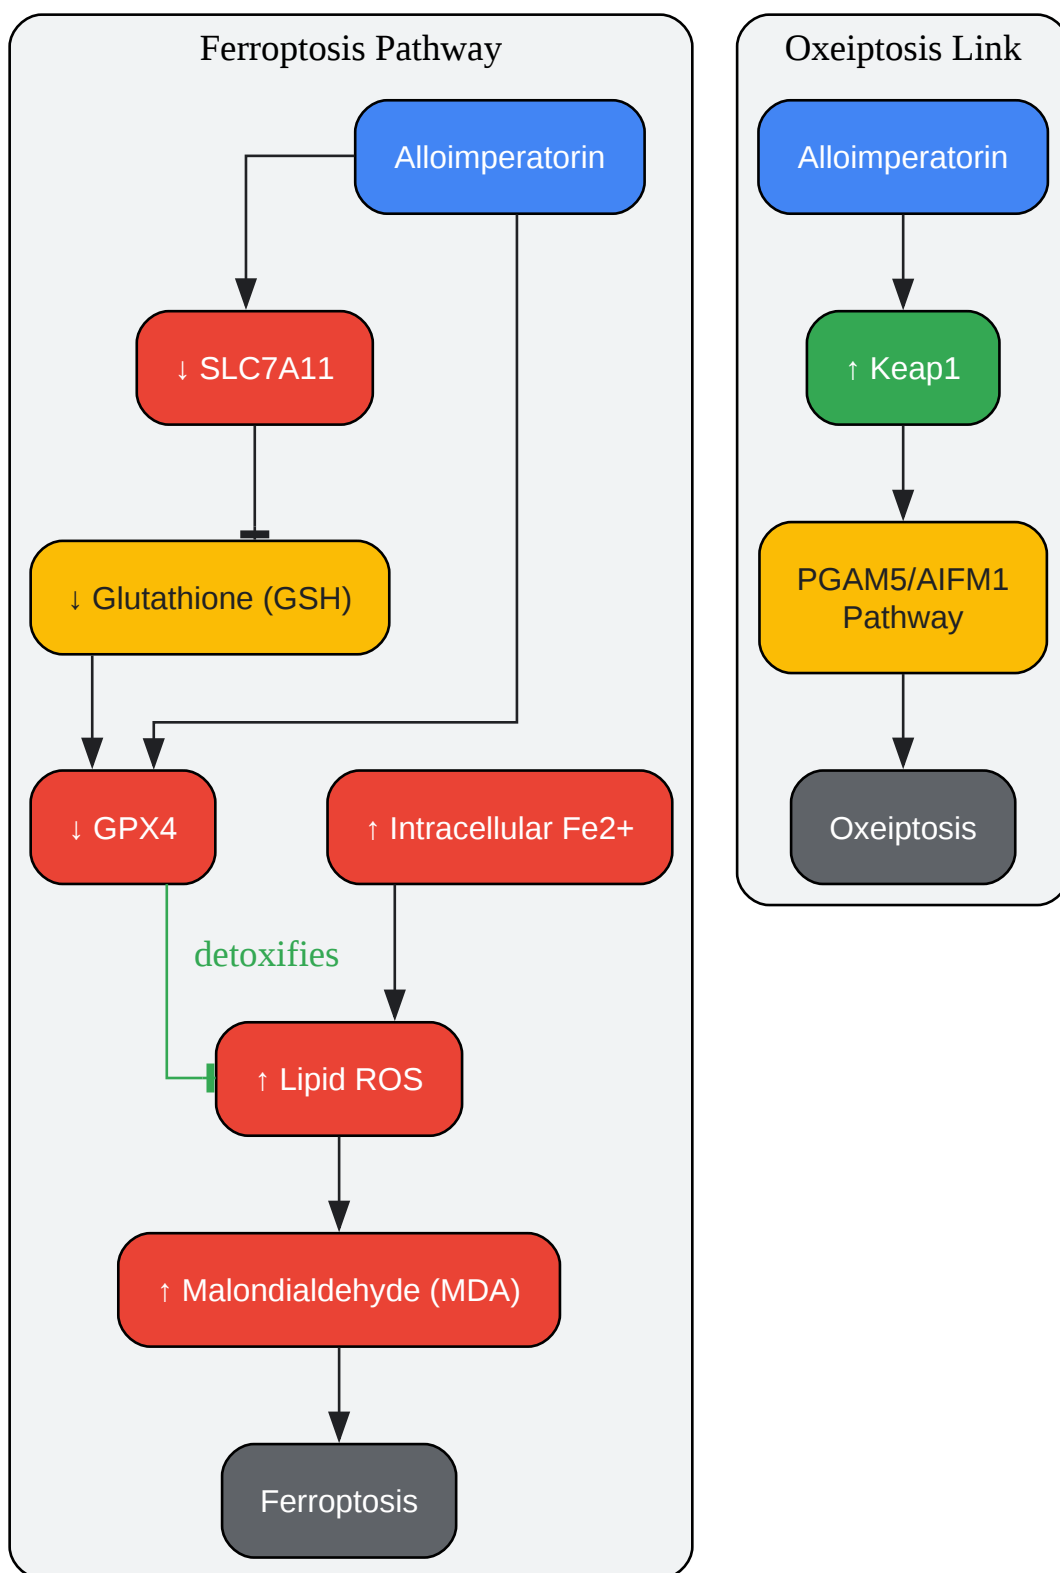 Ferroptosis Pathway
Alloimperatorin
↓ SLC7A11
↓ Glutathione (GSH)
↓ GPX4
↑ Intracellular Fe2+
detoxifies
↑ Lipid ROS
↑ Malondialdehyde (MDA)
Ferroptosis
Oxeiptosis Link
Alloimperatorin
↑ Keap1
PGAM5/AIFM1
Pathway
Oxeiptosis